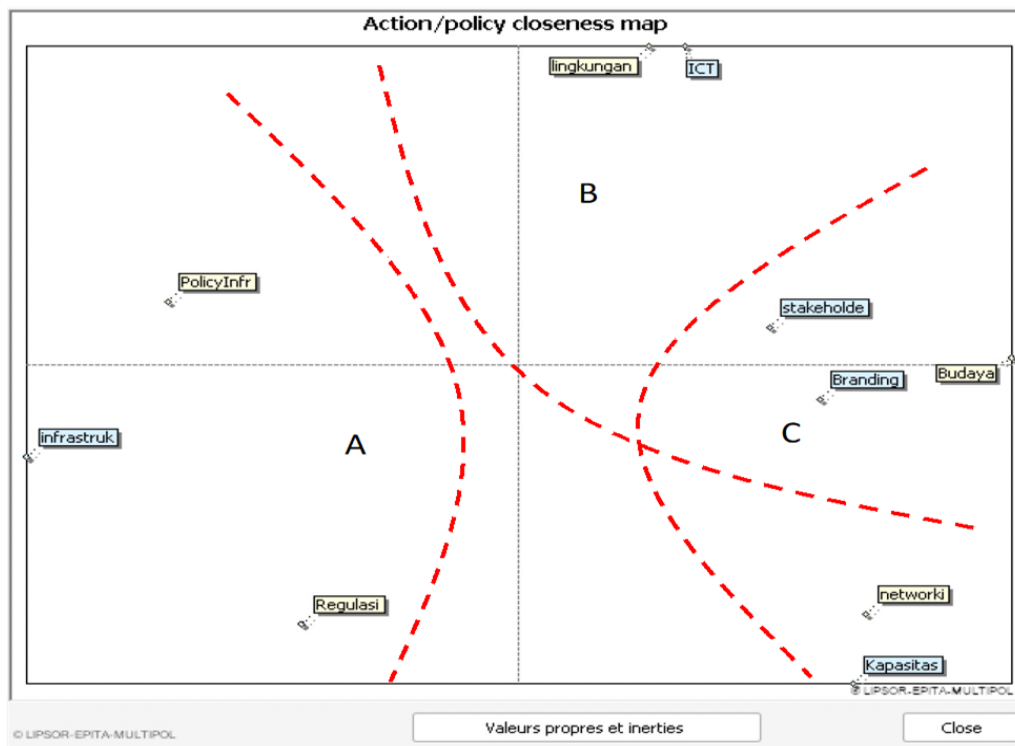 Action/policy closeness map
lingkungan
ICT
B
PolicyInfr
stakeholde
Budaya
Branding
infrastruk
A
C
Regulasi
networki
Kapasitas
© LIPSOR-EPITA-MULTIPOL
© LIPSOR-EPITA-MULTIPOL
Valeurs propres et inerties
Close